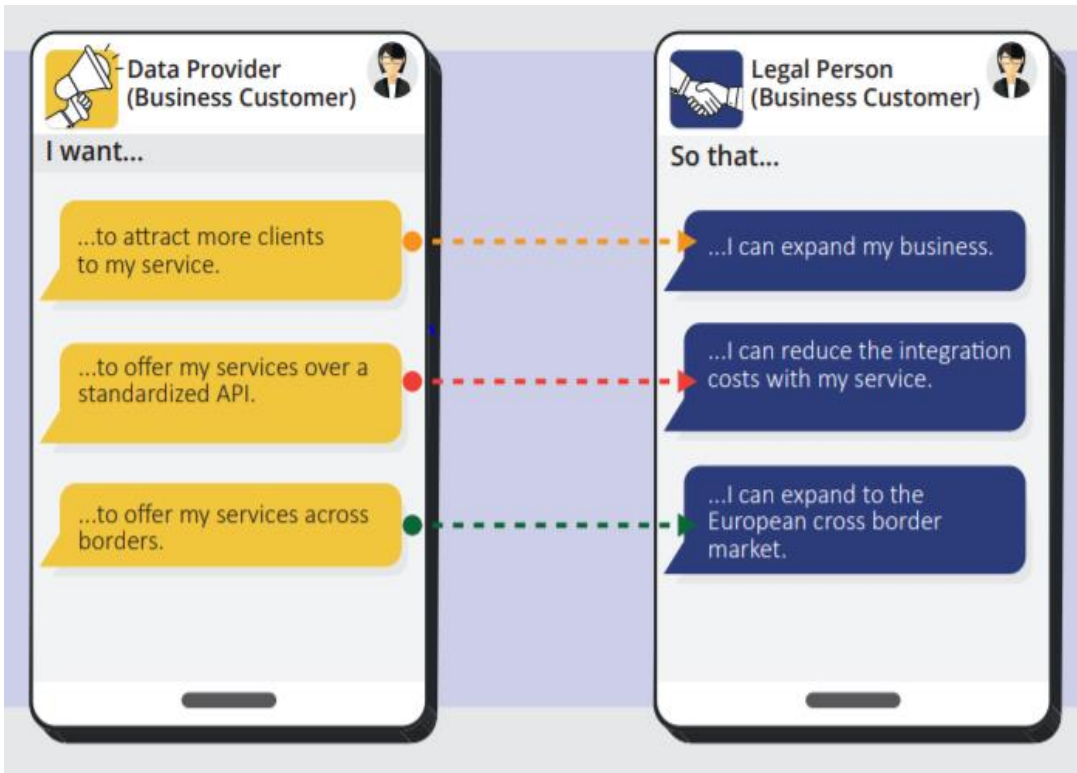 Data Provider
(Business Customer)
I want...
...to attract more clients
to my service.
...to offer my services over a
standardized API.
...to offer my services across
borders.
Legal Person
(Business Customer)
So that...
...I can expand my business.
...I can reduce the integration
costs with my service.
...I can expand to the
European cross border
market.